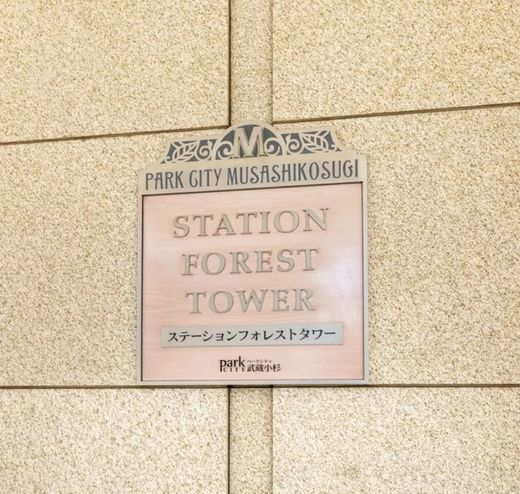 M
PARK CITY MUSASHIKOSUGI
STATION
FOREST
TOWER
ステーションフォレストタワー
park CITY パークシティ 武蔵小杉